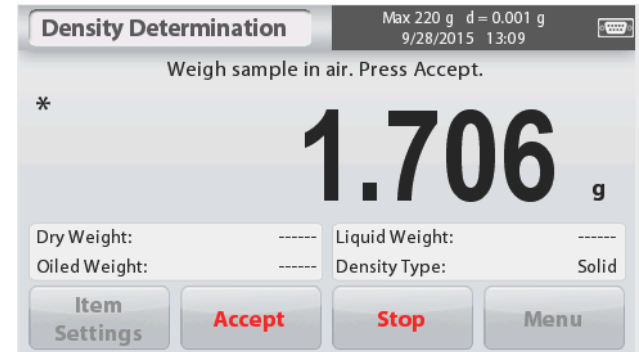 Density Determination
Max 220 g d = 0.001 g
9/28/2015 13:09
Weigh sample in air. Press Accept.
*
1.706 g
Dry Weight: ------ Liquid Weight: ------
Oiled Weight: ------ Density Type: Solid
Item Settings Accept Stop Menu